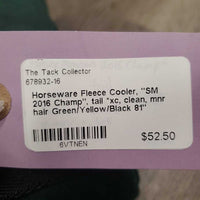 The Tack Collector
678932-16
Horseware Fleece Cooler, "SM
2016 Champ", tail *xc, clean, mnr
hair Green/Yellow/Black 81"
$52.50
6VTNEN